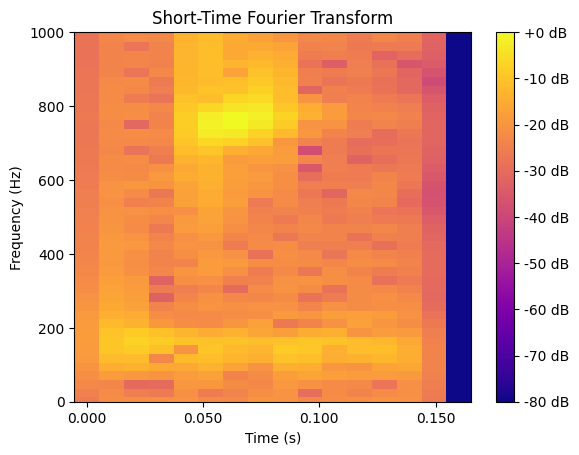 Short-Time Fourier Transform
Frequency (Hz)
1000
800
600
400
200
0
0.000
0.050
0.100
0.150
Time (s)
+0 dB
-10 dB
-20 dB
-30 dB
-40 dB
-50 dB
-60 dB
-70 dB
-80 dB